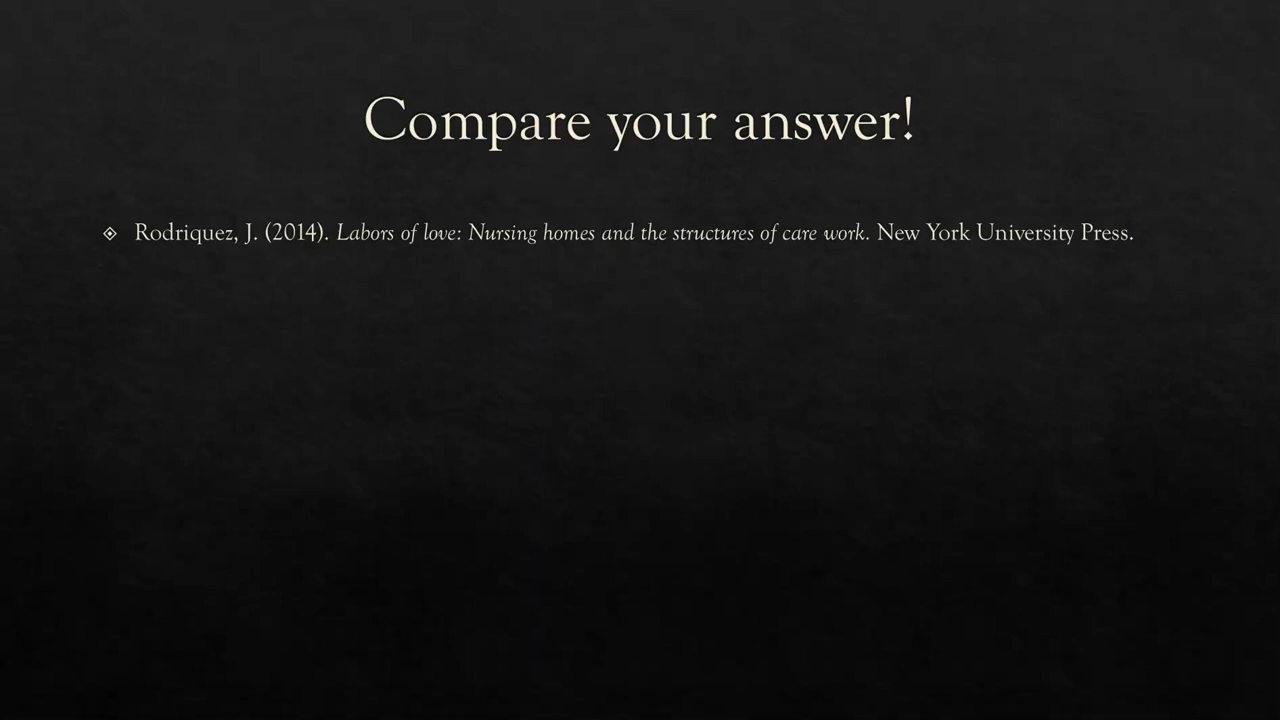 Compare your answer!
Rodriquez, J. (2014). Labors of love: Nursing homes and the structures of care work. New York University Press.